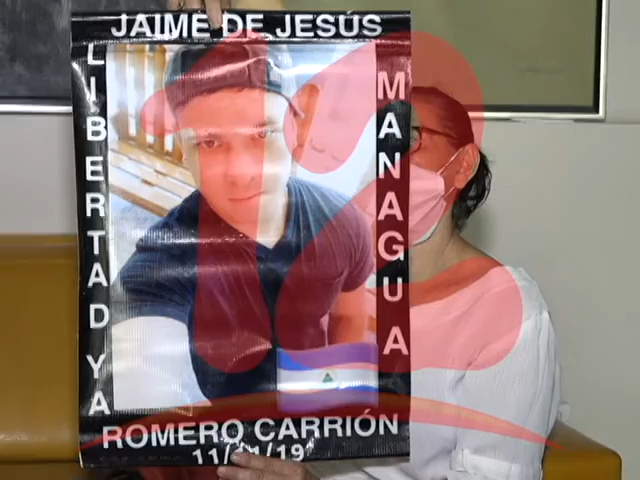 JAIME DE JESÚS
LIBERTAD YA
MANAGUA
ROMERO CARRIÓN